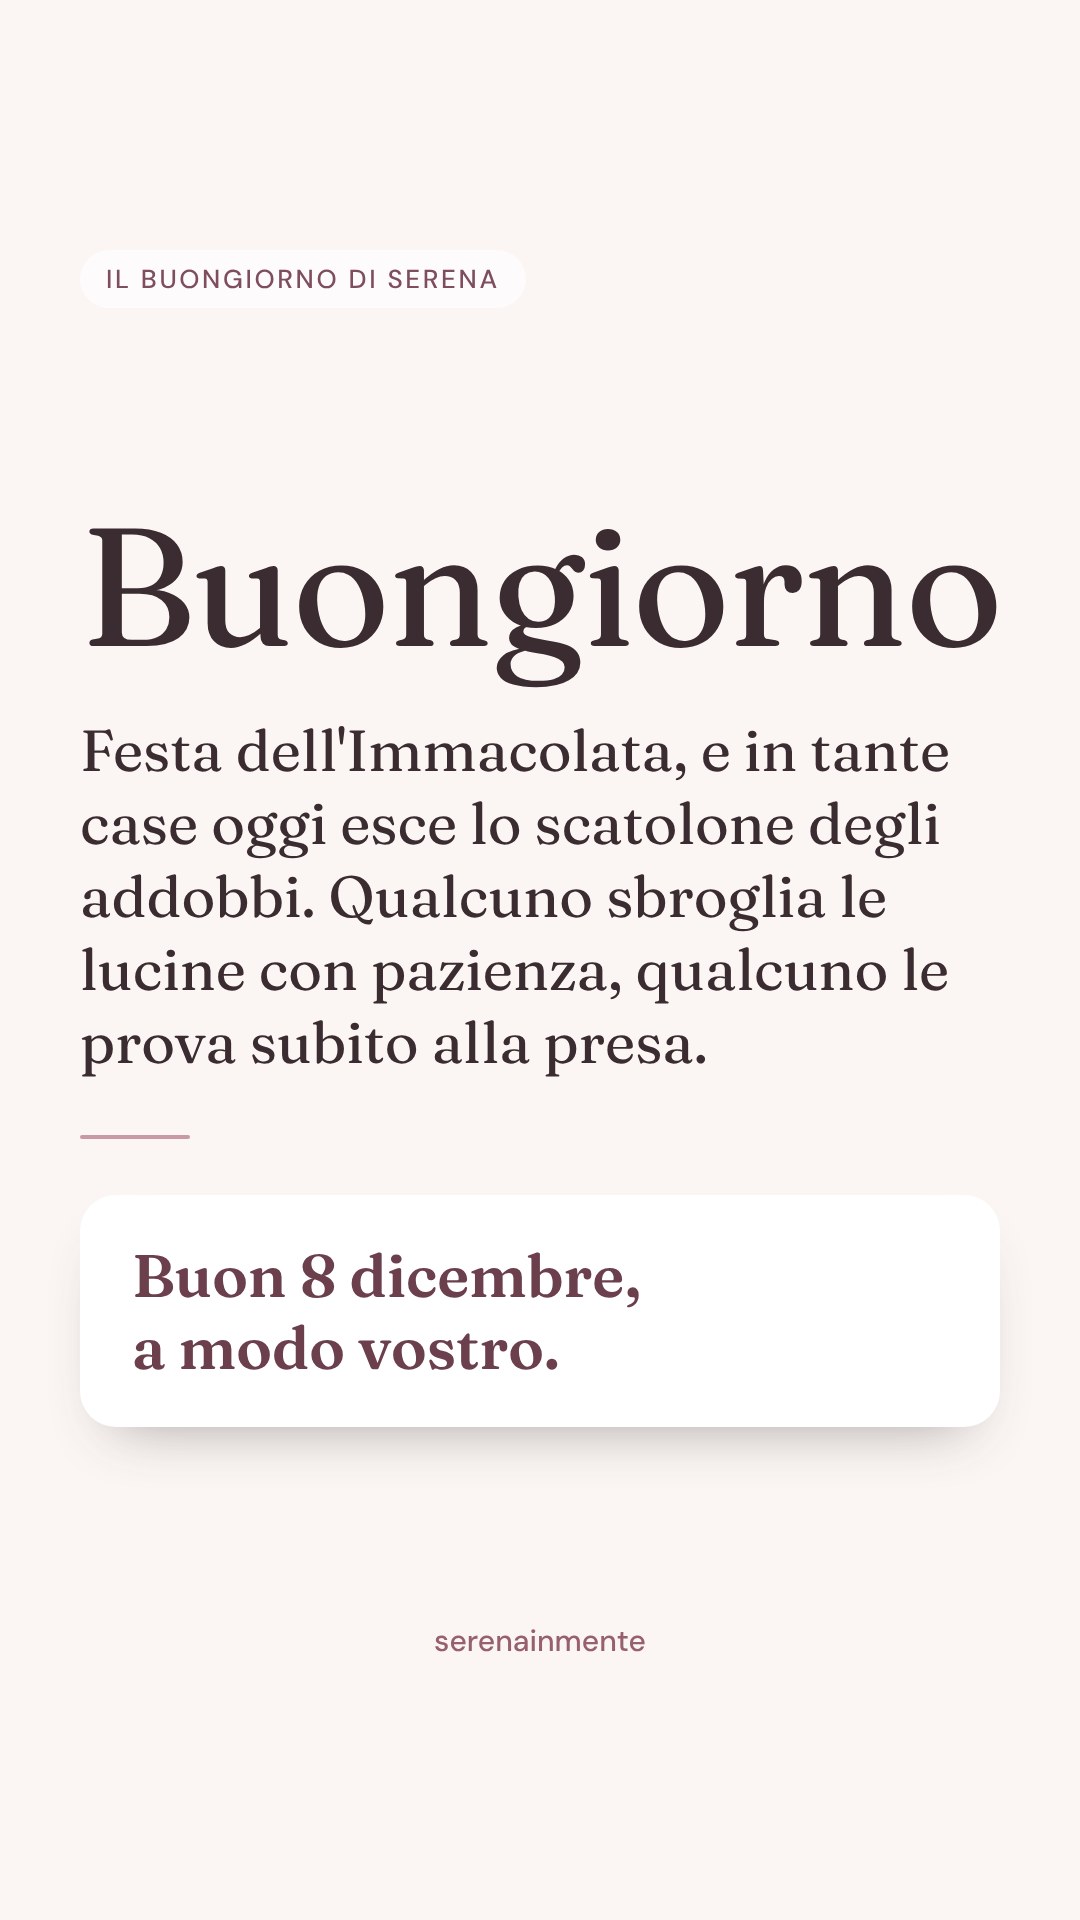 IL BUONGIORNO DI SERENA
Buongiorno
Festa dell'Immacolata, e in tante
case oggi esce lo scatolone degli
addobbi. Qualcuno sbroglia le
lucine con pazienza, qualcuno le
prova subito alla presa.
Buon 8 dicembre,
a modo vostro.
serenainmente